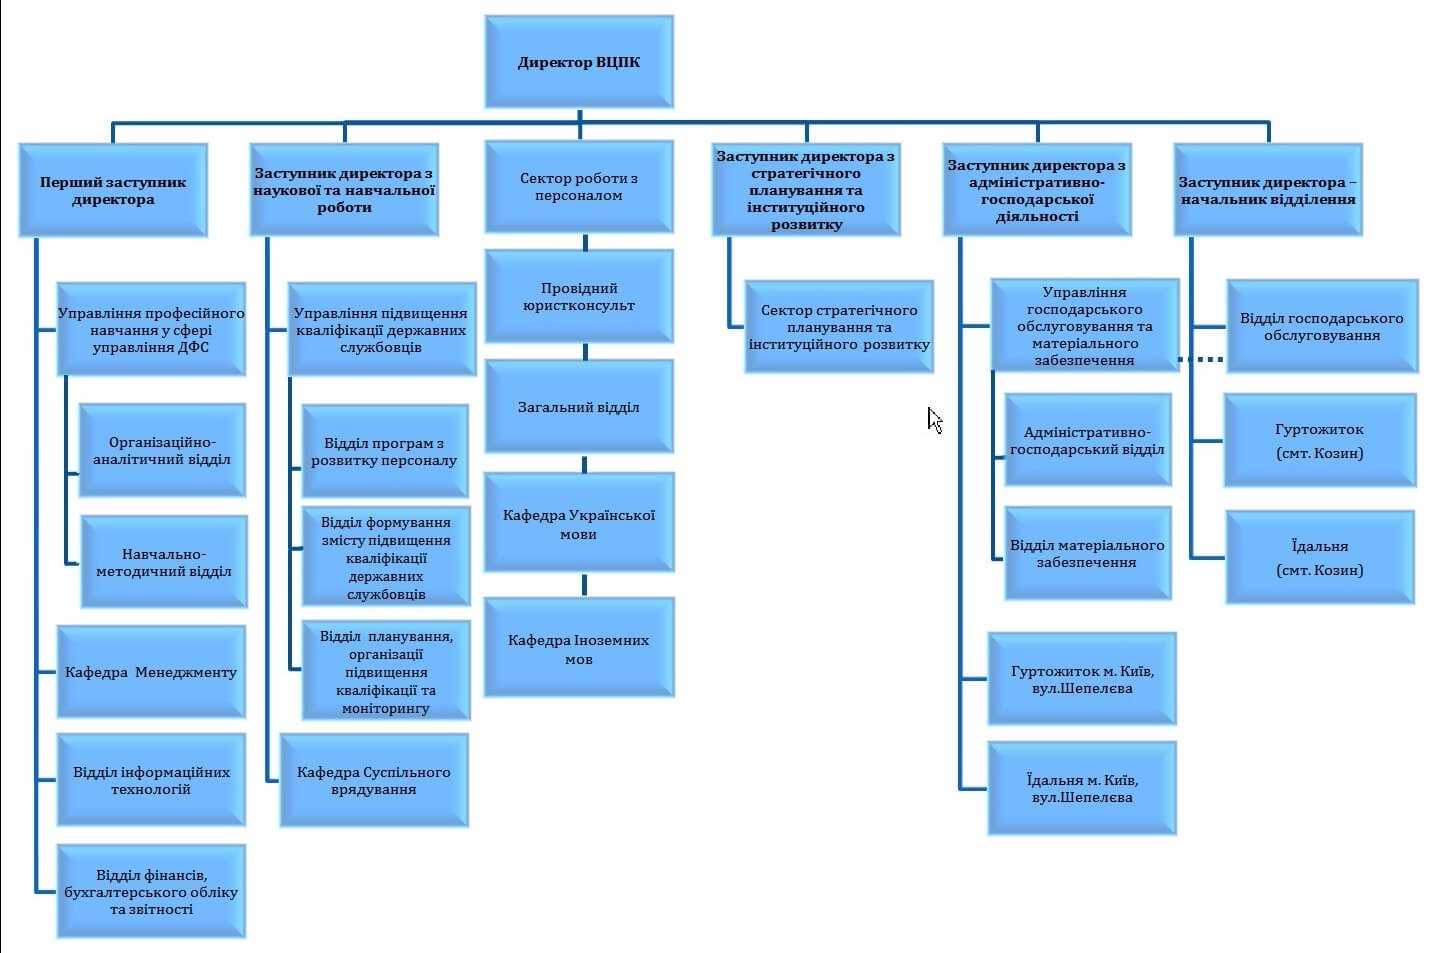 Директор ВЦПК
Перший заступник
директора
Заступник директора з
наукової та навчальної
роботи
Сектор роботи з
персоналом
Заступник директора з
стратегічного
планування та
інституційного
розвитку
Заступник директора з
адміністративно-
господарської
діяльності
Заступник директора –
начальник відділення
Управління професійного
навчання у сфері
управління ДФС
Організаційно-
аналітичний відділ
Навчально-
методичний відділ
Кафедра Менеджменту
Відділ інформаційних
технологій
Відділ фінансів,
бухгалтерського обліку
та звітності
Управління підвищення
кваліфікації державних
службовців
Відділ програм з
розвитку персоналу
Відділ формування
змісту підвищення
кваліфікації
державних
службовців
Відділ планування,
організації
підвищення
кваліфікації та
моніторингу
Кафедра Суспільного
врядування
Провідний
юристконсульт
Загальний відділ
Кафедра Української
мови
Кафедра Іноземних
мов
Сектор стратегічного
планування та
інституційного розвитку
Управління
господарського
обслуговування та
матеріального
забезпечення
Адміністративно-
господарський відділ
Відділ матеріального
забезпечення
Гуртожиток м. Київ,
вул.Шепелєва
Їдальня м. Київ,
вул.Шепелєва
Відділ господарського
обслуговування
Гуртожиток
(смт. Козин)
Їдальня
(смт. Козин)